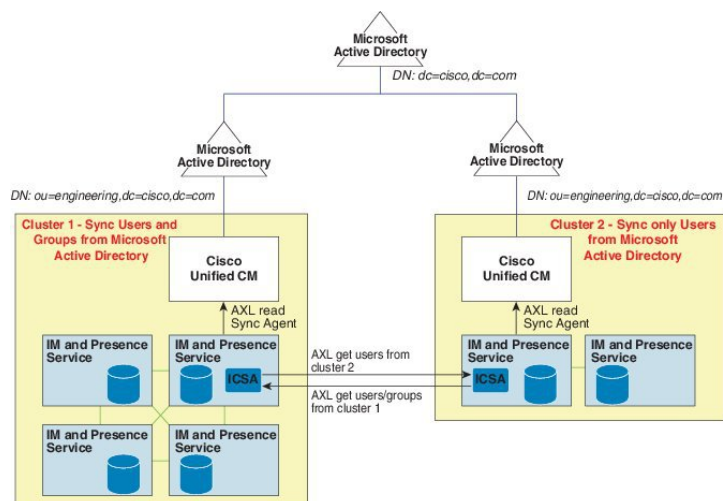 Microsoft
Active Directory
DN: dc=cisco,dc=com
Microsoft
Active Directory
Microsoft
Active Directory
DN: ou=engineering,dc=cisco,dc=com
DN: ou=engineering,dc=cisco,dc=com
Cluster 1 - Sync Users and
Groups from Microsoft
Active Directory
Cisco
Unified CM
AXL read
Sync Agent
IM and Presence
Service
IM and Presence
Service
ICSA
IM and Presence
Service
IM and Presence
Service
AXL get users from
cluster 2
AXL get users/groups
from cluster 1
Cluster 2 - Sync only Users
from Microsoft
Active Directory
Cisco
Unified CM
AXL read
Sync Agent
IM and Presence
Service
ICSA
IM and Presence
Service